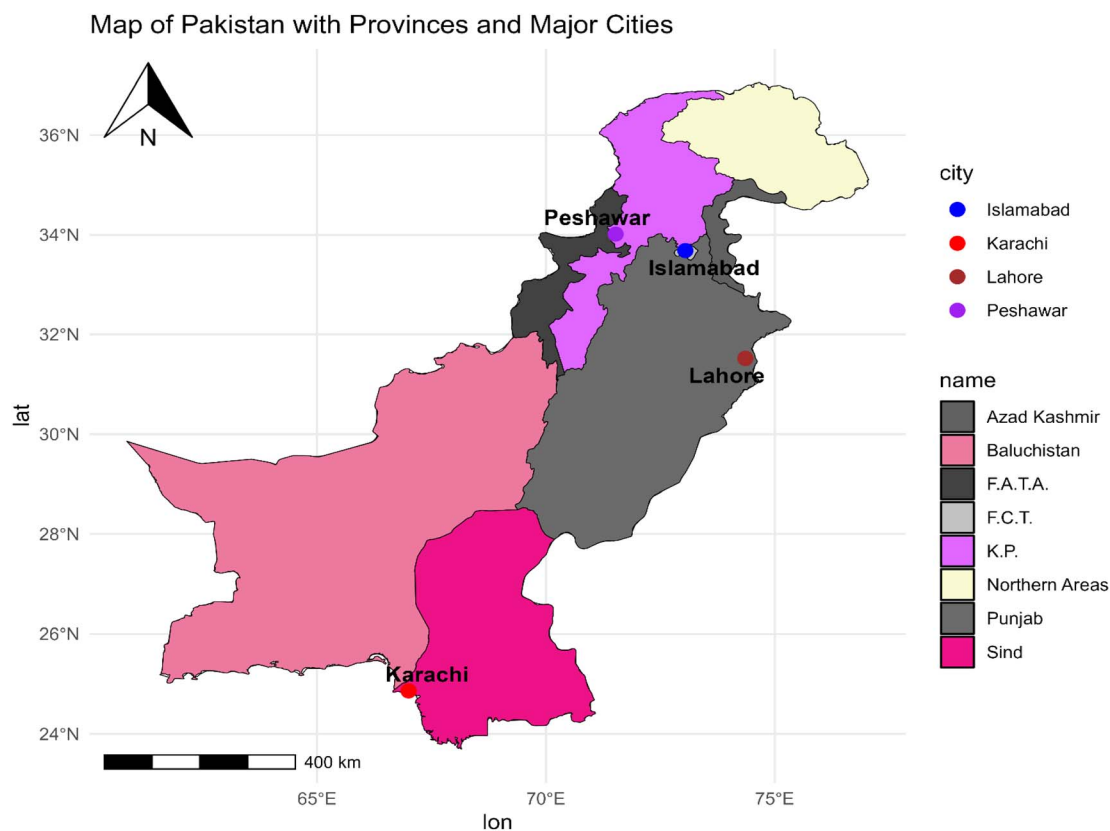 Map of Pakistan with Provinces and Major Cities
N
36°N
34°N
32°N
30°N
28°N
26°N
24°N
lat
Peshawar
Islamabad
Lahore
Karachi
400 km
65°E
70°E
75°E
lon
city
Islamabad
Karachi
Lahore
Peshawar
name
Azad Kashmir
Baluchistan
F.A.T.A.
F.C.T.
K.P.
Northern Areas
Punjab
Sind